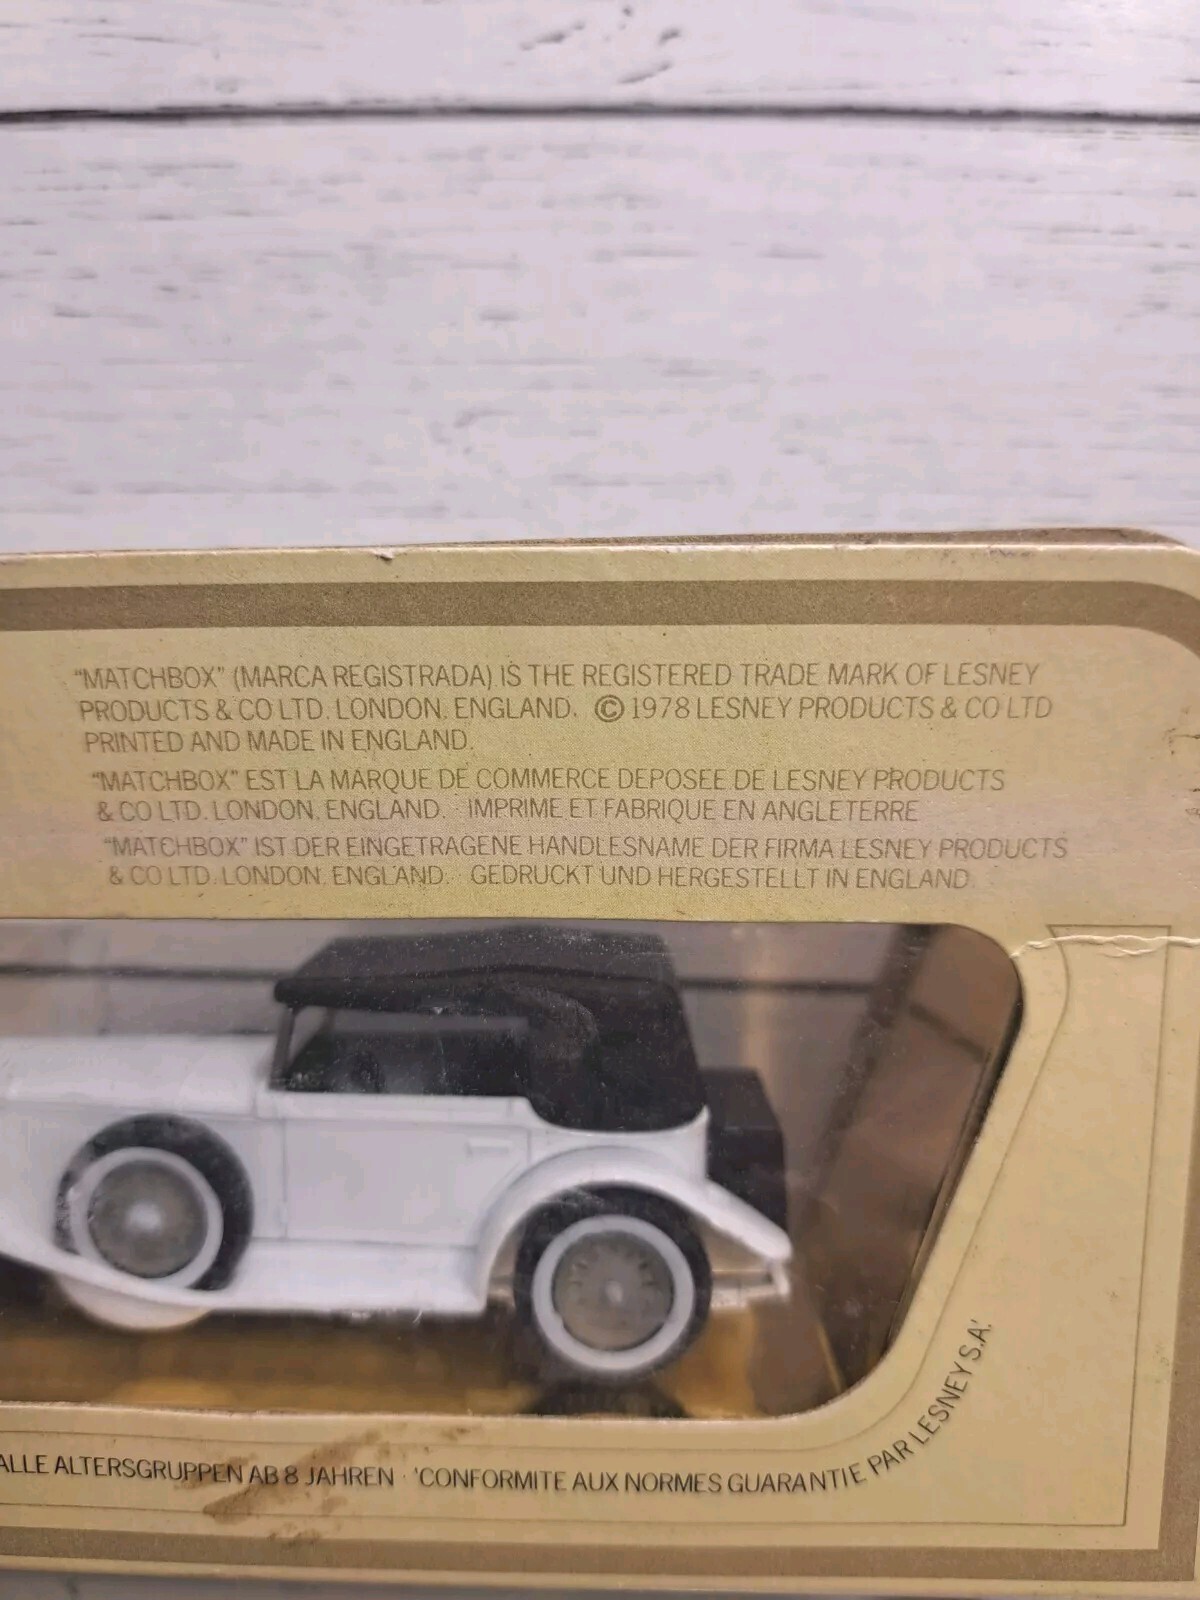 "MATCHBOX" (MARCA REGISTRADA) IS THE REGISTERED TRADE MARK OF LESNEY
PRODUCTS & CO LTD. LONDON. ENGLAND. © 1978 LESNEY PRODUCTS & CO LTD
PRINTED AND MADE IN ENGLAND.
"MATCHBOX" EST LA MARQUE DE COMMERCE DEPOSEE DE LESNEY PRODUCTS
& CO LTD. LONDON. ENGLAND. IMPRIME ET FABRIQUE EN ANGLETERRE
"MATCHBOX" IST DER EINGETRAGENE HANDLESNAME DER FIRMA LESNEY PRODUCTS
& CO LTD. LONDON. ENGLAND. GEDRUCKT UND HERGESTELLT IN ENGLAND.
ALLE ALTERSGRUPPEN AB 8 JAHREN · 'CONFORMITE AUX NORMES GUARANTIE PAR LESNEY S.A.'